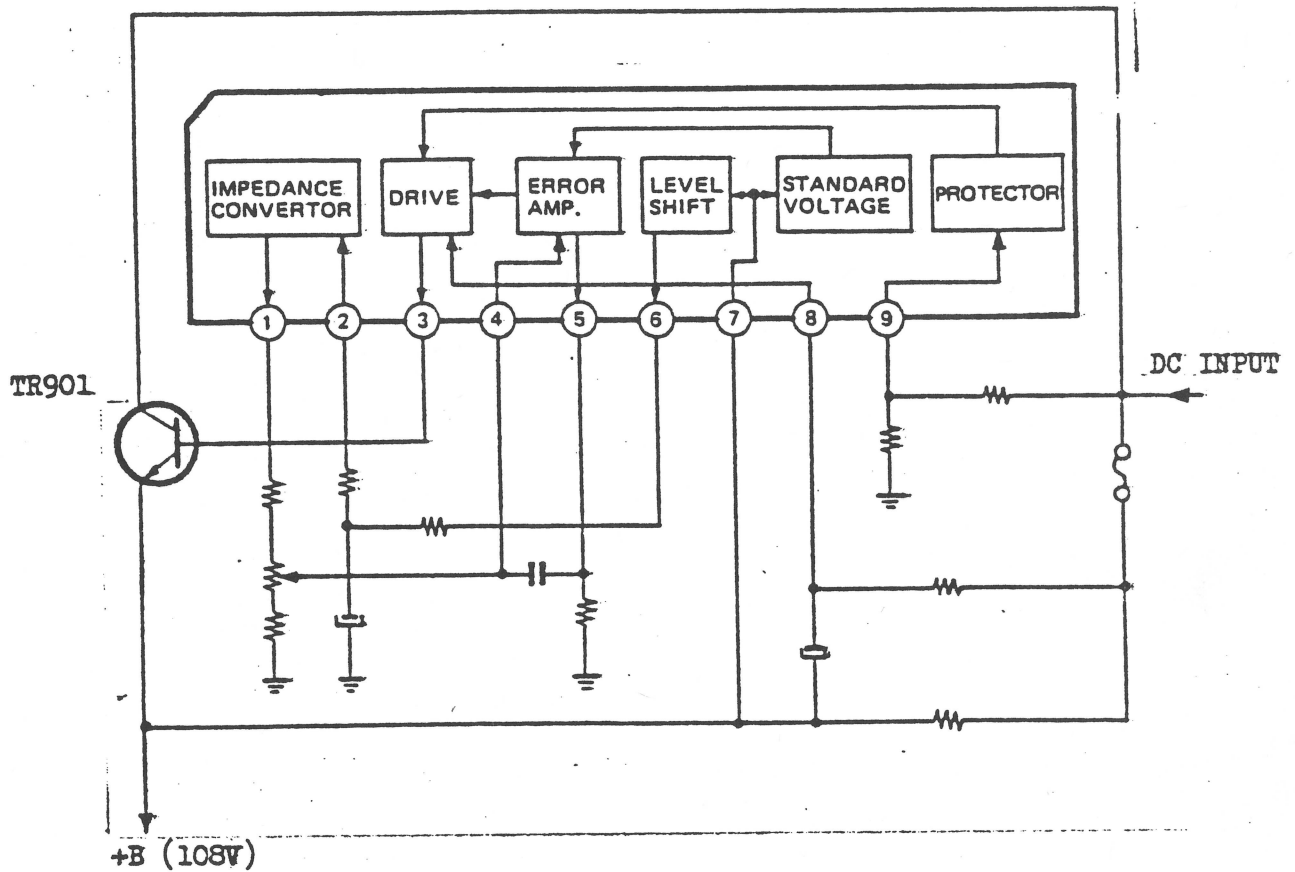 IMPEDANCE
CONVERTOR
DRIVE
ERROR
AMP.
LEVEL
SHIFT
STANDARD
VOLTAGE
PROTECTOR
1
2
3
4
5
6
7
8
9
TR901
DC INPUT
+B (108V)